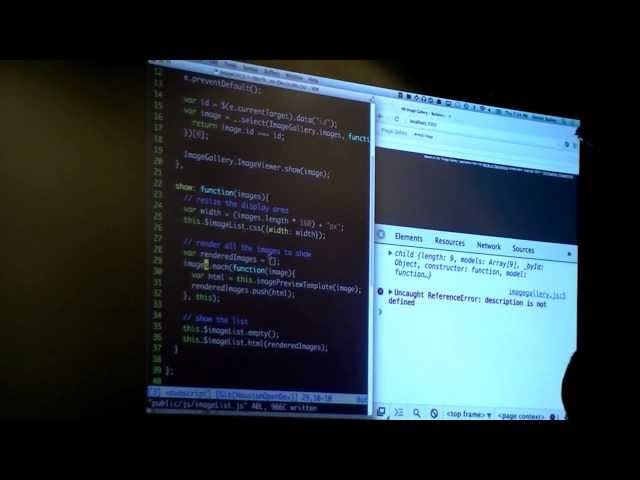 12
13 e.preventDefault();
14
15 var id = $(e.currentTarget).data("id");
16 var image = _.select(ImageGallery.images, func
17 return image.id === id;
18 })[0];
19
20 ImageGallery.ImageViewer.show(image);
21 },
22
23 show: function(images){
24 // resize the display area
25 var width = (images.length * 160) + "px";
26 this.$imageList.css({width: width});
27
28 // render all the images to show
29 var renderedImages = [];
images.each(function(image){
30 var html = this.imagePreviewTemplate(image);
31 renderedImages.push(html);
32 }, this);
33
34 // show the list
35 this.$imageList.empty();
36 this.$imageList.html(renderedImages);
37 }
38
39 };
40
[Git(HoustonOpenDev)] 29,10-10
"public/js/imageList.js" 40L, 906C written
Image Gallery
localhost
Image Gallery
Elements Resources Network
child {length: 9, models: Array[9], _byId:
Object, constructor: function, model:
function…}
imagegallery.js:5
Uncaught ReferenceError: description is not
defined
<top frame> <page context>